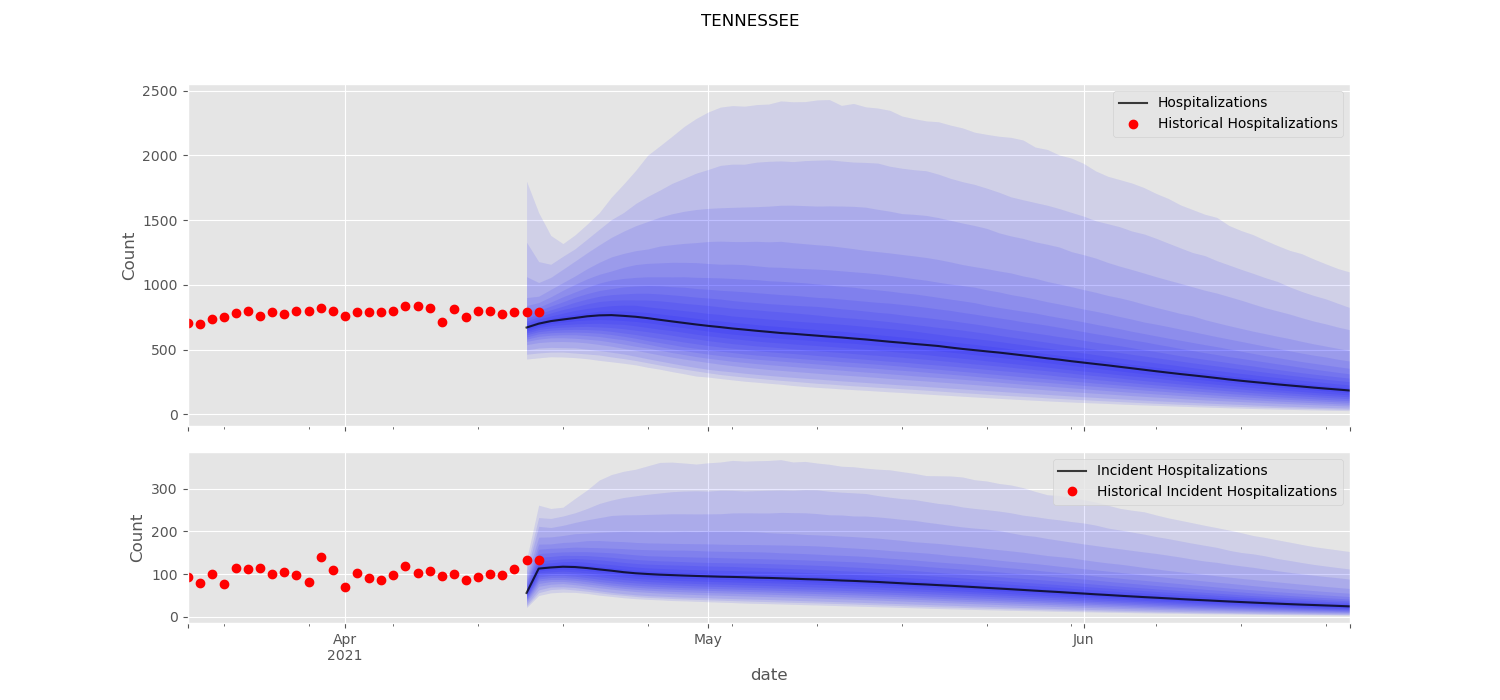 TENNESSEE
2500
2000
1500
1000
500
0
Count
Hospitalizations
Historical Hospitalizations
300
200
100
0
Count
Incident Hospitalizations
Historical Incident Hospitalizations
Apr
2021
May
Jun
date